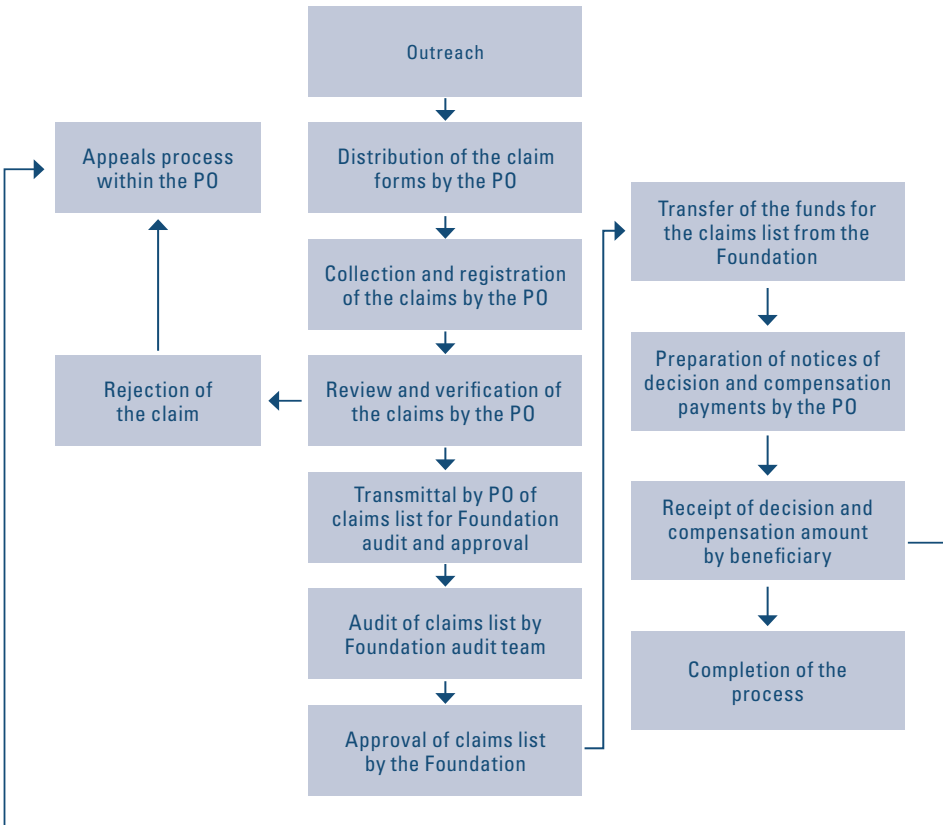 Outreach
Appeals process
within the PO
Distribution of the claim
forms by the PO
Collection and registration
of the claims by the PO
Rejection of
the claim
Review and verification of
the claims by the PO
Transmittal by PO of
claims list for Foundation
audit and approval
Audit of claims list by
Foundation audit team
Approval of claims list
by the Foundation
Transfer of the funds for
the claims list from the
Foundation
Preparation of notices of
decision and compensation
payments by the PO
Receipt of decision and
compensation amount
by beneficiary
Completion of the
process